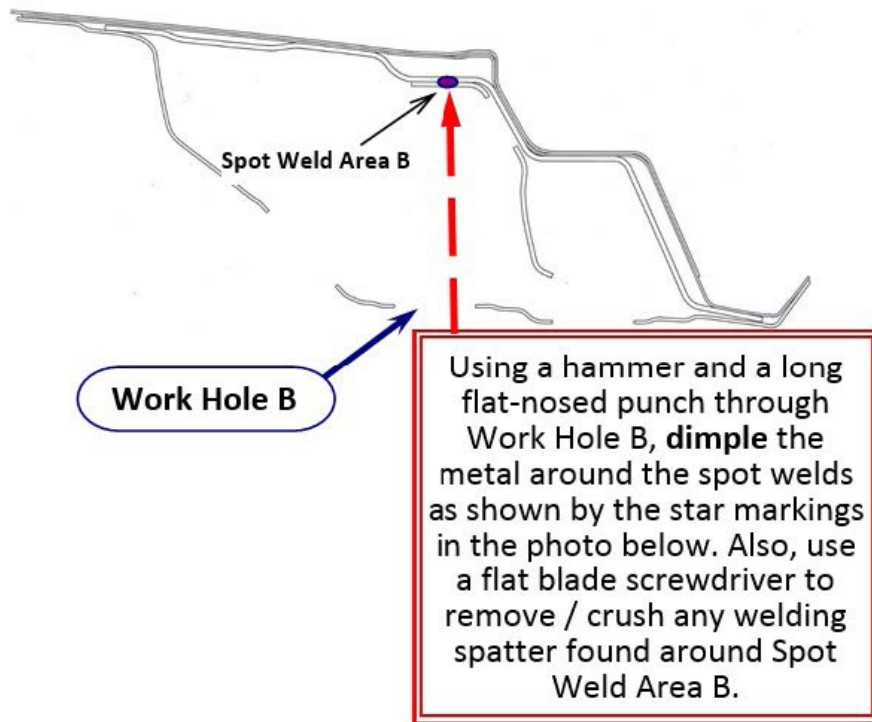 Spot Weld Area B
Work Hole B
Using a hammer and a long
flat-nosed punch through
Work Hole B, dimple the
metal around the spot welds
as shown by the star markings
in the photo below. Also, use
a flat blade screwdriver to
remove / crush any welding
spatter found around Spot
Weld Area B.